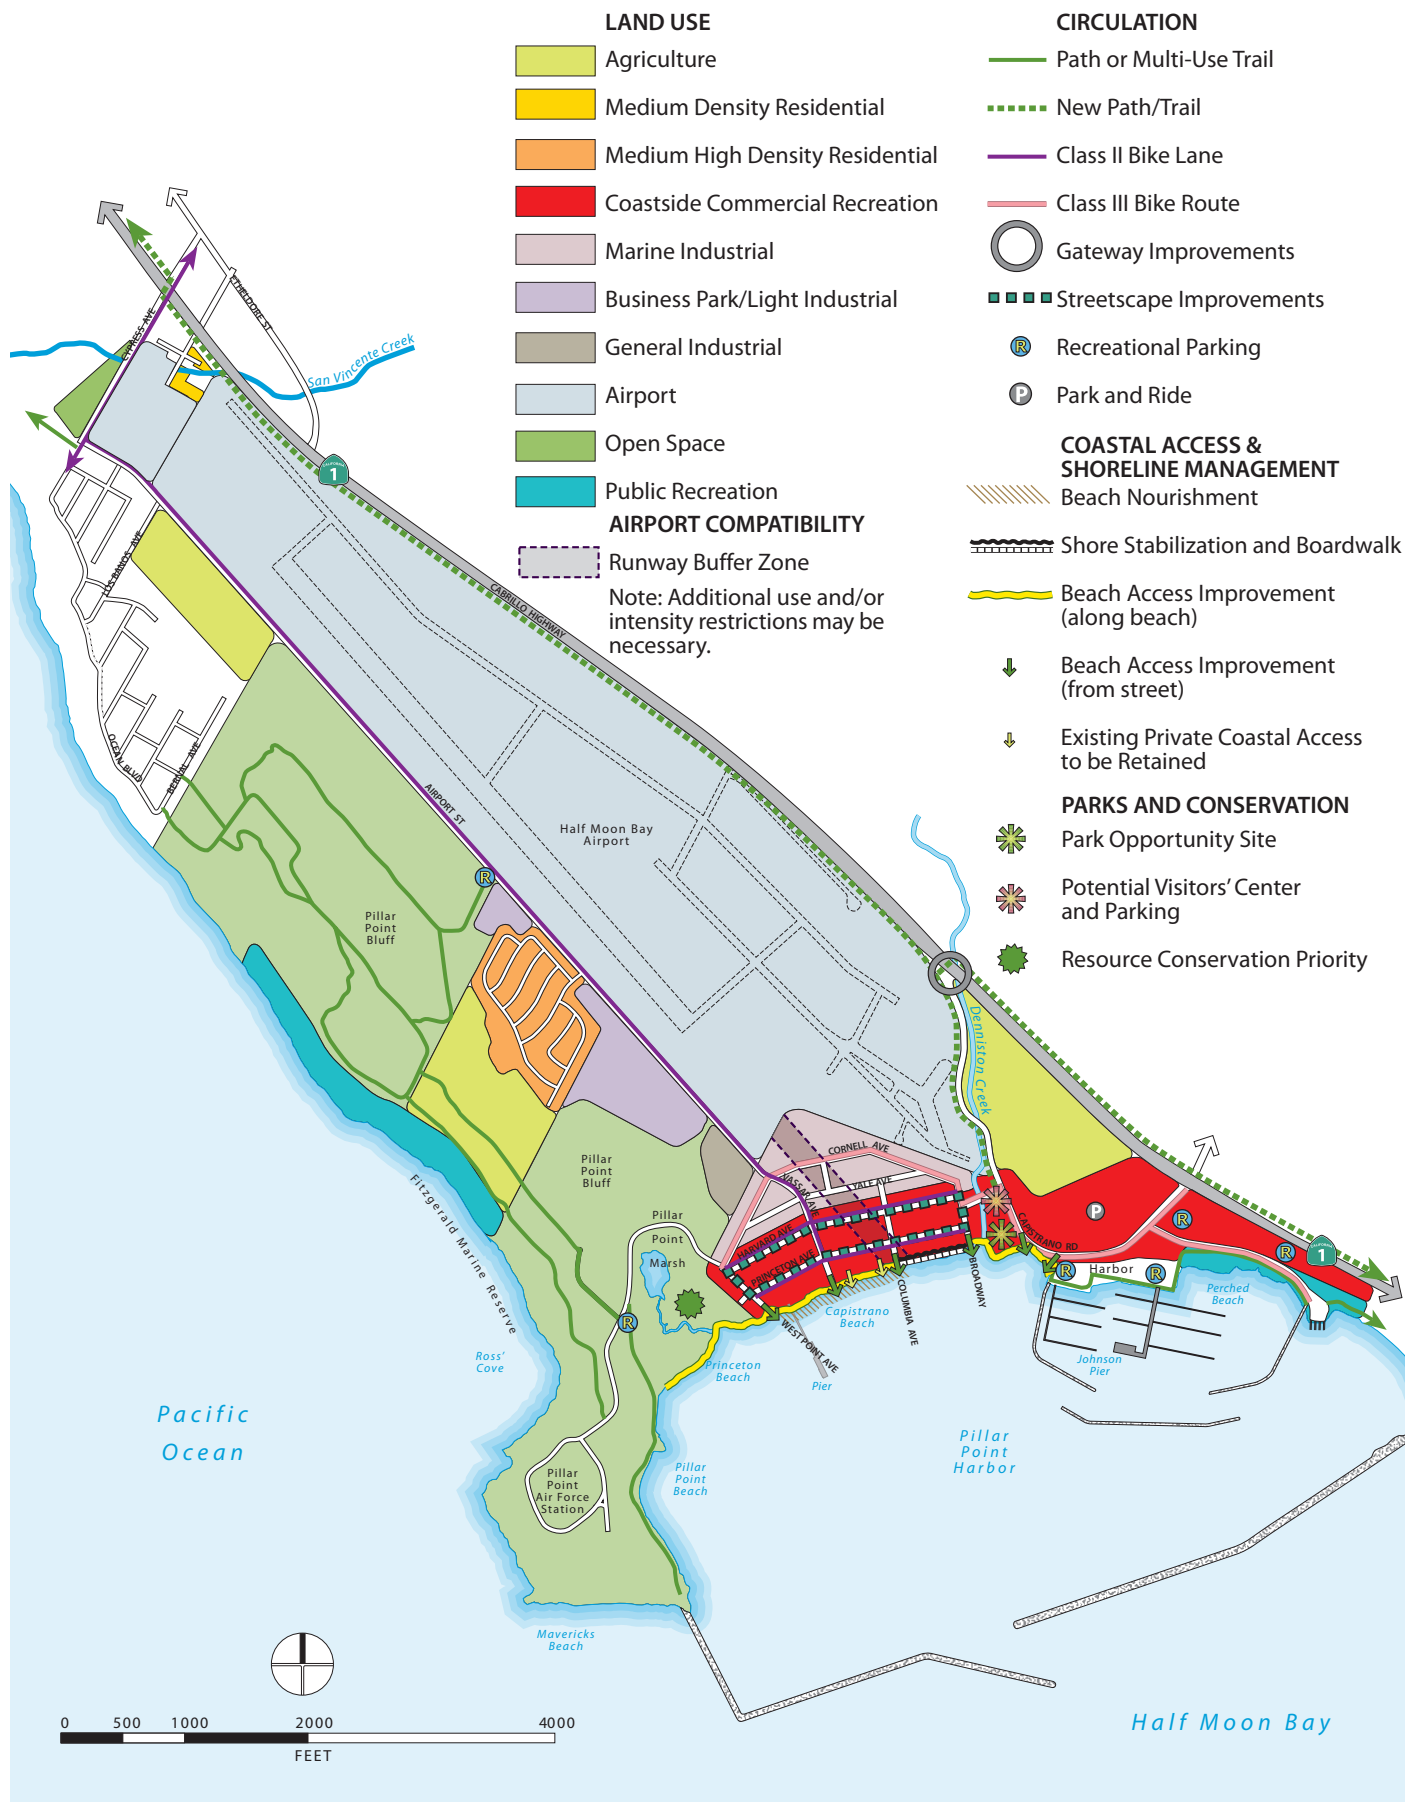 LAND USE
Agriculture
Medium Density Residential
Medium High Density Residential
Coastside Commercial Recreation
Marine Industrial
Business Park/Light Industrial
General Industrial
Airport
Open Space
Public Recreation
AIRPORT COMPATIBILITY
Runway Buffer Zone
Note: Additional use and/or
intensity restrictions may be
necessary.
CIRCULATION
Path or Multi-Use Trail
New Path/Trail
Class II Bike Lane
Class III Bike Route
Gateway Improvements
Streetscape Improvements
R
Recreational Parking
P
Park and Ride
COASTAL ACCESS &
SHORELINE MANAGEMENT
Beach Nourishment
Shore Stabilization and Boardwalk
Beach Access Improvement
(along beach)
Beach Access Improvement
(from street)
Existing Private Coastal Access
to be Retained
PARKS AND CONSERVATION
Park Opportunity Site
Potential Visitors' Center
and Parking
Resource Conservation Priority
ETHELDORE ST
CYPRESS AVE
San Vincente Creek
CALIFORNIA
1
LOS BANOS AVE
CABRILLO HIGHWAY
OCEAN BLVD
BERNAL AVE
AIRPORT ST
Half Moon Bay
Airport
R
Pillar
Point
Bluff
Denniston Creek
Pillar
Point
Bluff
CORNELL AVE
YALE AVE
VASSAR AVE
HARVARD AVE
PRINCETON AVE
CAPISTRANO RD
P
R
R
CALIFORNIA
1
Fitzgerald Marine Reserve
Pillar
Point
Marsh
R
BROADWAY
COLUMBIA AVE
WEST POINT AVE
R
Harbor
R
Perched
Beach
Capistrano
Beach
Johnson
Pier
Princeton
Beach
Pier
Ross'
Cove
Pacific
Ocean
Pillar
Point
Harbor
Pillar
Point
Beach
Pillar
Point
Air Force
Station
Mavericks
Beach
Half Moon Bay
0 500 1000 2000 4000
FEET